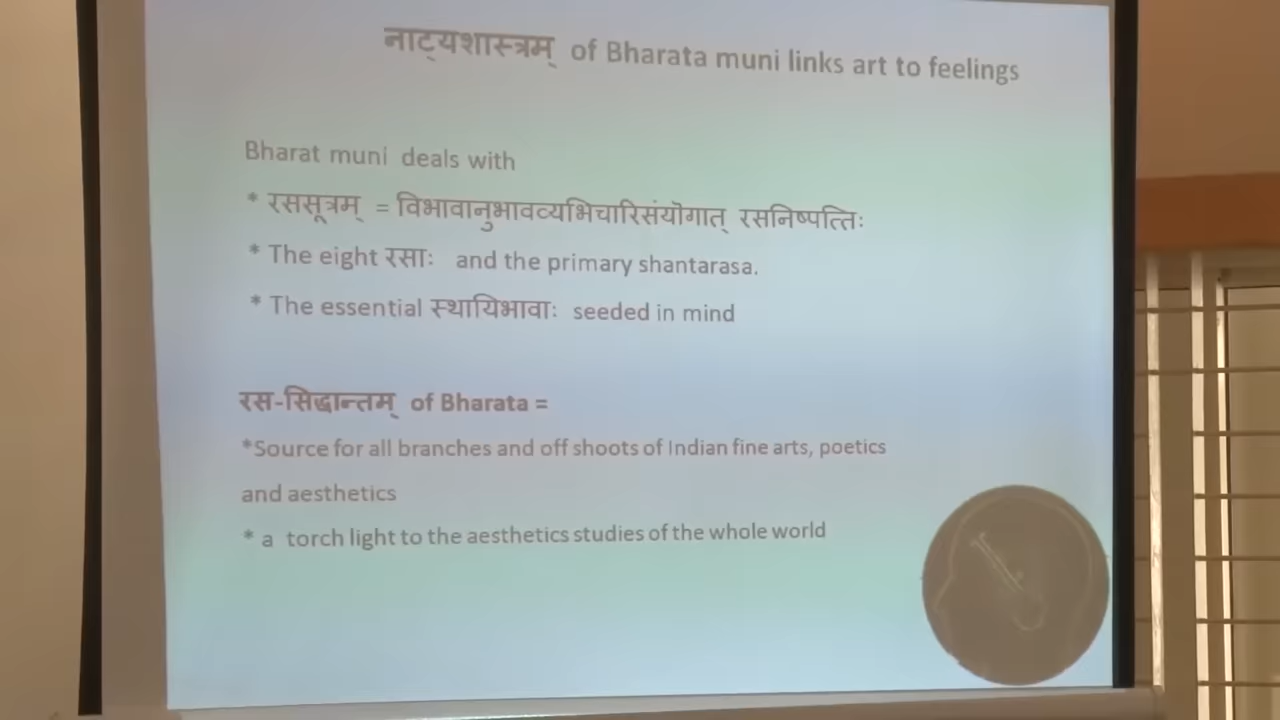 नाट्यशास्त्रम् of Bharata muni links art to feelings
Bharat muni deals with
* रससूत्रम् = विभावानुभावव्यभिचारिसंयोगात् रसनिष्पत्तिः
* The eight रसाः and the primary shantarasa.
* The essential स्थायिभावाः seeded in mind
रस-सिद्धान्तम् of Bharata =
*Source for all branches and off shoots of Indian fine arts, poetics
and aesthetics
* a torch light to the aesthetics studies of the whole world